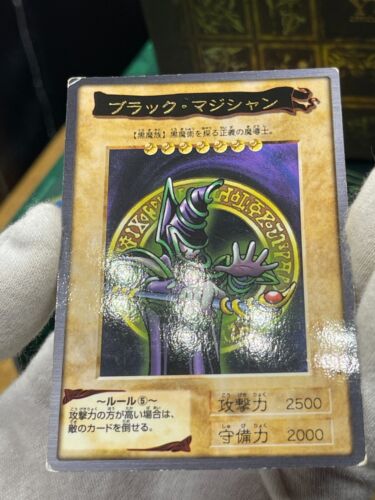 ブラック・マジシャン
【黒魔族】黒魔術を操る正義の魔導士。
～ルール⑤～
攻撃力の方が高い場合は、
敵のカードを倒せる。
攻撃力 2500
守備力 2000